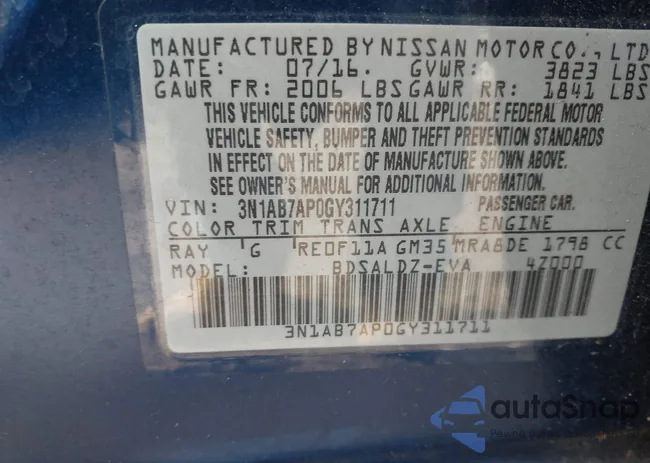 MANUFACTURED BY NISSAN MOTOR CO., LTD
DATE: 07/16. GVWR: 3823 LBS
GAWR FR: 2006 LBS GAWR RR: 1841 LBS
THIS VEHICLE CONFORMS TO ALL APPLICABLE FEDERAL MOTOR
VEHICLE SAFETY, BUMPER AND THEFT PREVENTION STANDARDS
IN EFFECT ON THE DATE OF MANUFACTURE SHOWN ABOVE.
SEE OWNER'S MANUAL FOR ADDITIONAL INFORMATION.
VIN: 3N1AB7AP0GY311711 PASSENGER CAR.
COLOR TRIM TRANS AXLE ENGINE
RAY G RE0F11A GM35 MRA8DE 1798 CC
MODEL: BDSALDZ-EVA 4Z000
3N1AB7AP0GY311711
autoSnap